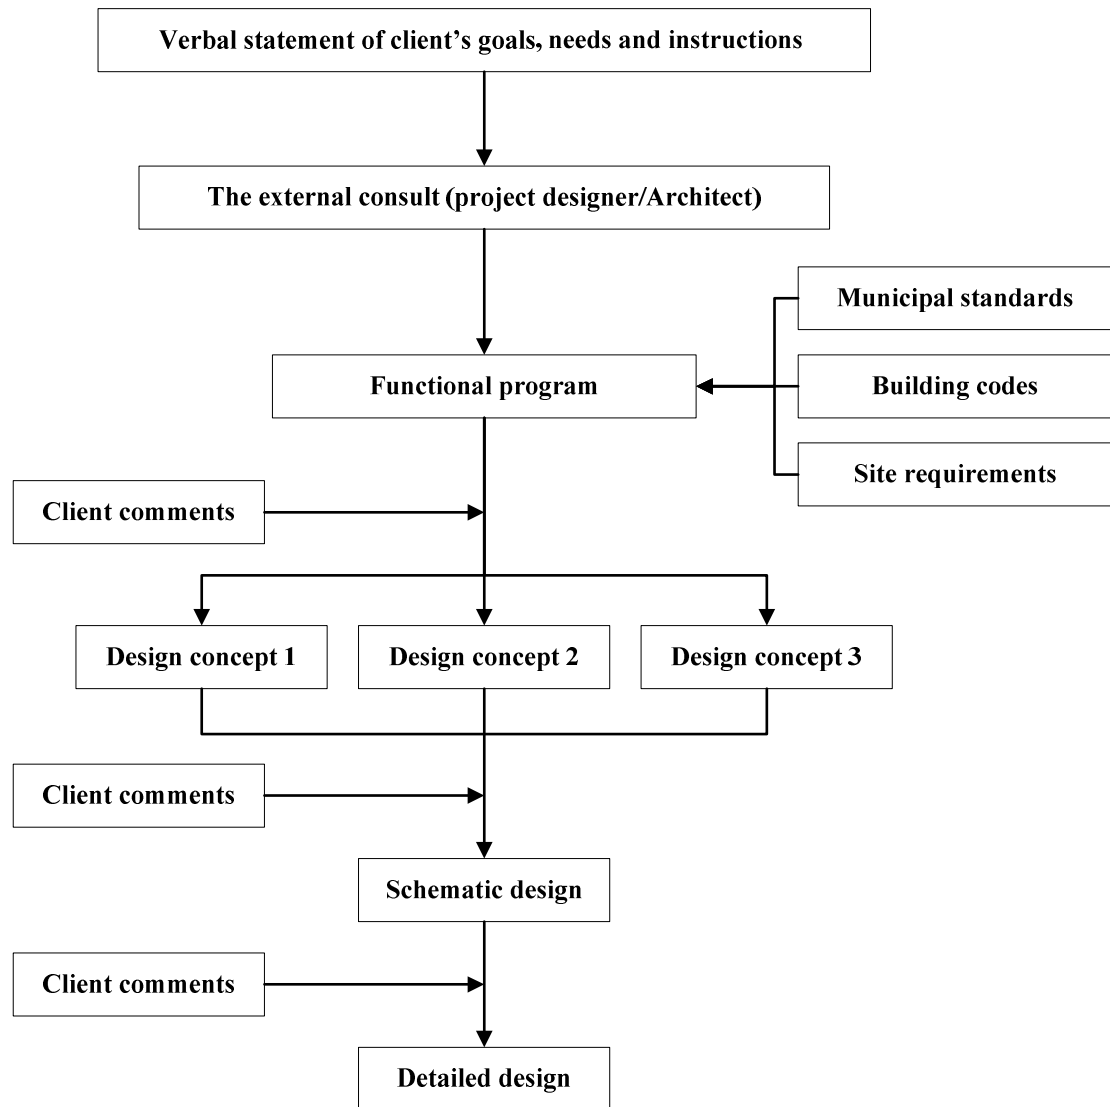 Verbal statement of client’s goals, needs and instructions
The external consult (project designer/Architect)
Municipal standards
Functional program
Building codes
Site requirements
Client comments
Design concept 1
Design concept 2
Design concept 3
Client comments
Schematic design
Client comments
Detailed design